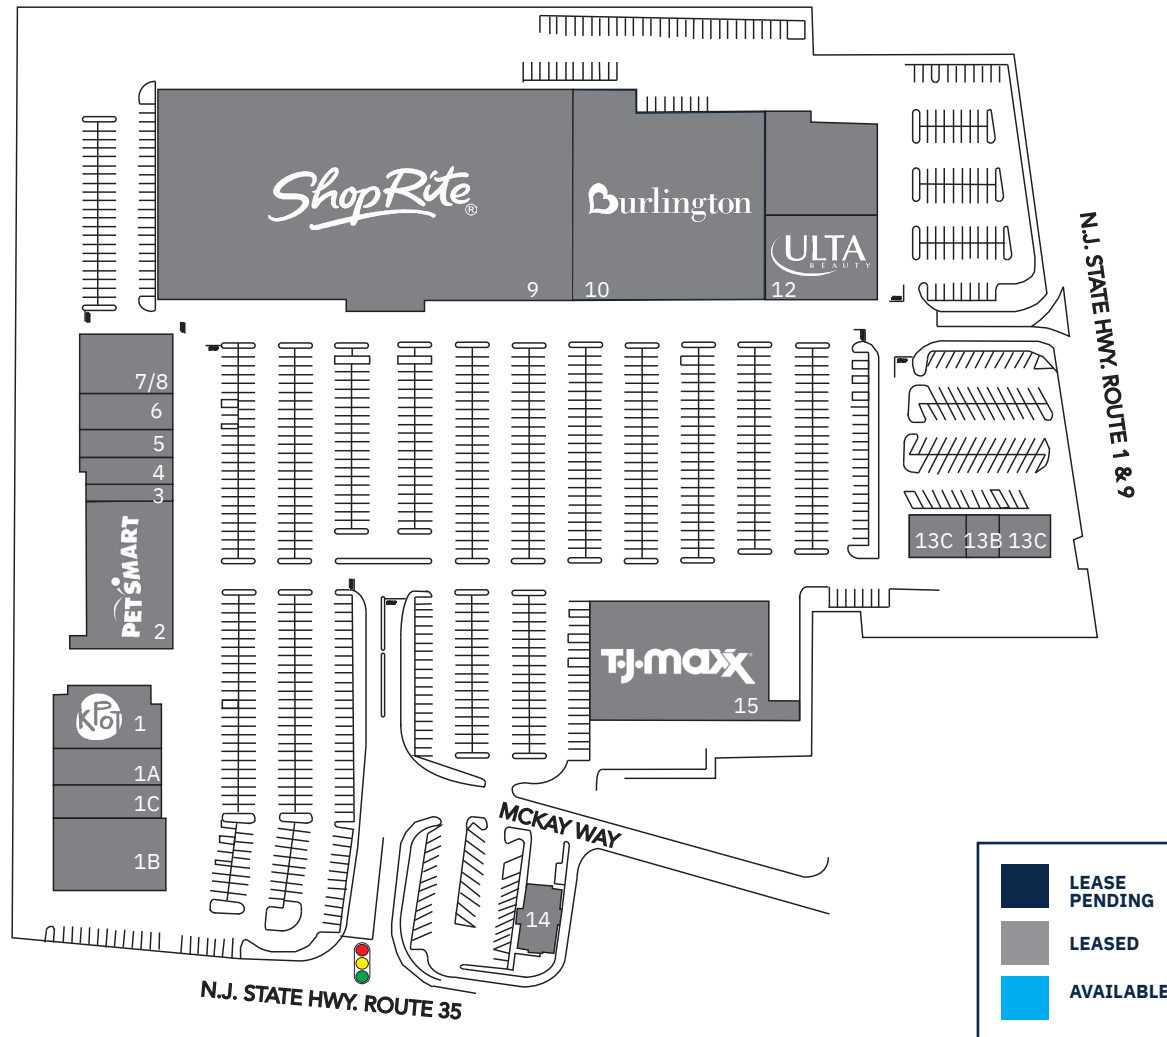 ShopRite®
Burlington
ULTA
BEAUTY
9
10
12
7/8
6
5
4
3
PETSMART
2
KPOT
1
1A
1C
1B
N.J. STATE HWY. ROUTE 1 & 9
13C
13B
13C
T·J·maxx
15
MCKAY WAY
14
N.J. STATE HWY. ROUTE 35
LEASE
PENDING
LEASED
AVAILABLE